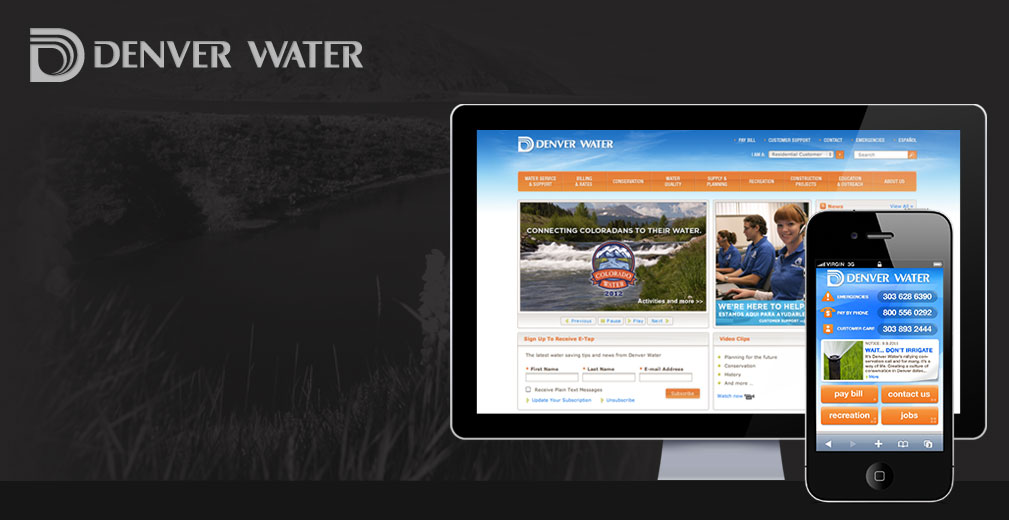 DENVER WATER
DENVER WATER
PAY BILL CUSTOMER SUPPORT CONTACT EMERGENCIES ESPAÑOL
I AM A: Residential Customer Search
WATER SERVICE & SUPPORT
BILLING & RATES
CONSERVATION
WATER QUALITY
SUPPLY & PLANNING
RECREATION
CONSTRUCTION PROJECTS
EDUCATION & OUTREACH
ABOUT US
CONNECTING COLORADANS TO THEIR WATER.
COLORADO
WATER
2012
Activities and more >>
Previous Pause Play Next
WE'RE HERE TO HELP
ESTAMOS AQUI PARA AYUDARLE
CUSTOMER SUPPORT
News View All »
Sign Up To Receive E-Tap
The latest water saving tips and news from Denver Water
* First Name * Last Name * E-mail Address
Receive Plain Text Messages
Subscribe
Update Your Subscription Unsubscribe
Video Clips
Planning for the future
Conservation
History
And more ...
Watch now
VIRGIN 3G
DENVER WATER
EMERGENCIES 303 628 6390
PAY BY PHONE 800 556 0292
CUSTOMER CARE 303 893 2444
WAIT... DON'T IRRIGATE
It's Denver Water's rallying con-
servation call and for many, it's a
way of life. Creating a culture of
conservation in Denver dates...
pay bill contact us
recreation jobs